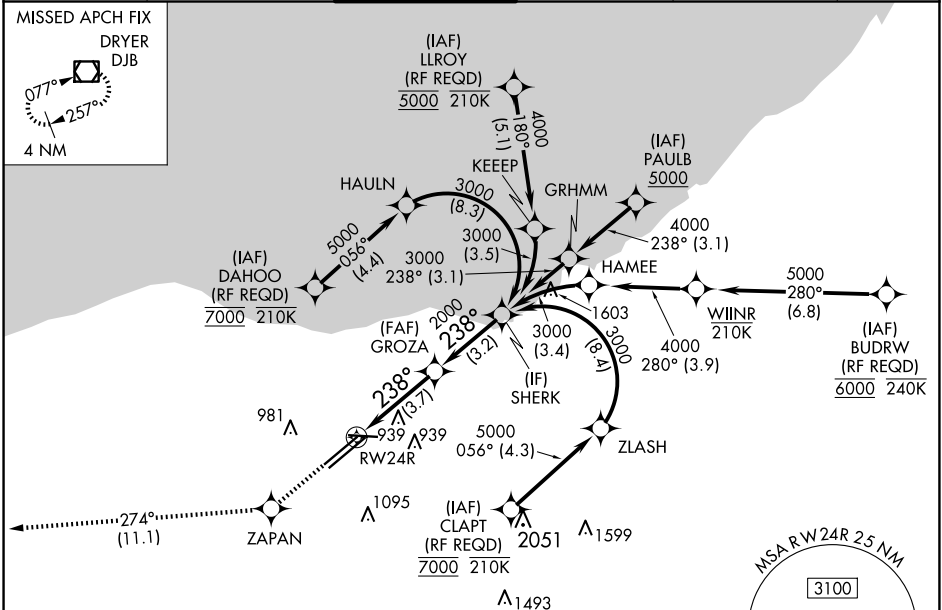 MISSED APCH FIX
DRYER
DJB
077°
257°
4 NM
(IAF)
LLROY
(RF REQD)
5000 210K
4000
180°
(5.1)
KEEEP
(IAF)
PAULB
5000
GRHMM
HAULN
3000
(8.3)
3000
(3.5)
4000
238° (3.1)
5000
056°
(4.4)
3000
238° (3.1)
HAMEE
(IAF)
DAHOO
(RF REQD)
7000 210K
5000
280°
(6.8)
WIINR
210K
1603
4000
280° (3.9)
(IAF)
BUDRW
(RF REQD)
6000 240K
2000
238°
(3.2)
3000
(3.4)
3000
(8.4)
(FAF)
GROZA
(IF)
SHERK
238°
(3.7)
981
939
939
RW24R
5000
056° (4.3)
ZLASH
1095
(IAF)
CLAPT
(RF REQD)
7000 210K
2051
1599
274°
(11.1)
ZAPAN
MSA RW 24R 25 NM
3100
1493